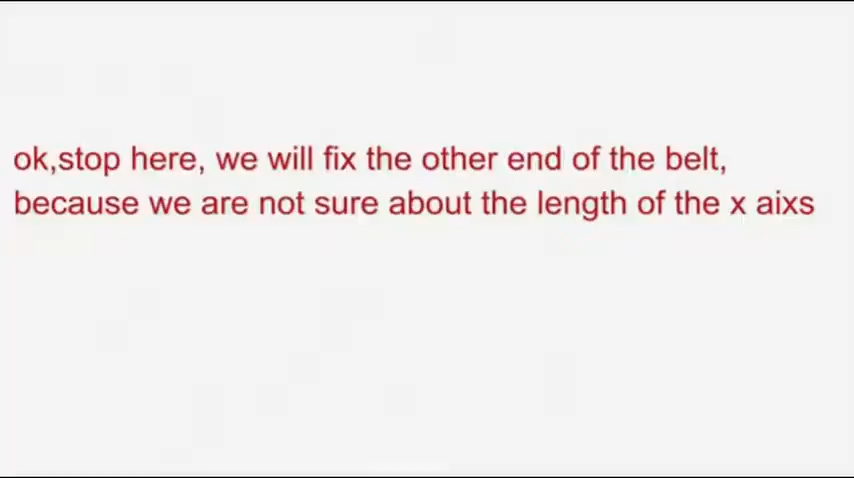 ok,stop here, we will fix the other end of the belt,
because we are not sure about the length of the x aixs